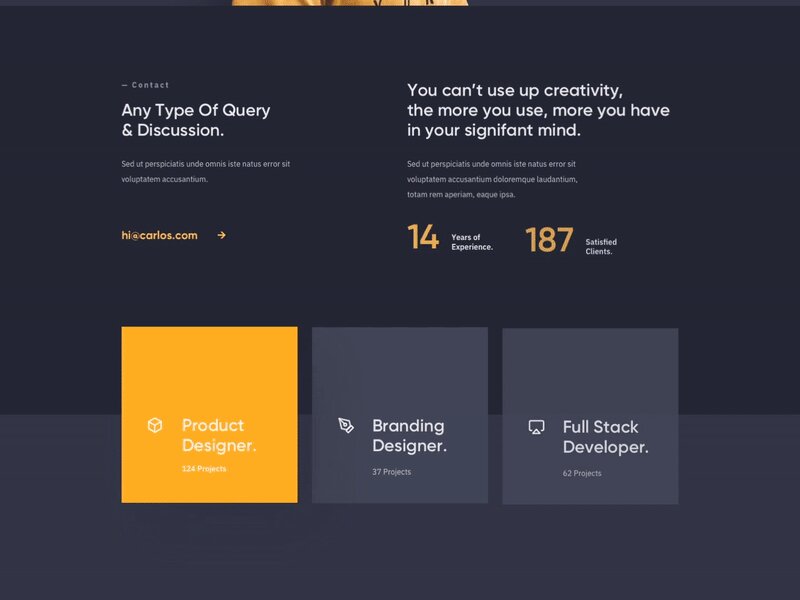 — Contact
Any Type Of Query
& Discussion.
Sed ut perspiciatis unde omnis iste natus error sit
voluptatem accusantium.
hi@carlos.com
You can’t use up creativity,
the more you use, more you have
in your signifant mind.
Sed ut perspiciatis unde omnis iste natus error sit
voluptatem accusantium doloremque laudantium,
totam rem aperiam, eaque ipsa.
14
Years of
Experience.
187
Satisfied
Clients.
Product
Designer.
324 Projects
Branding
Designer.
37 Projects
Full Stack
Developer.
62 Projects